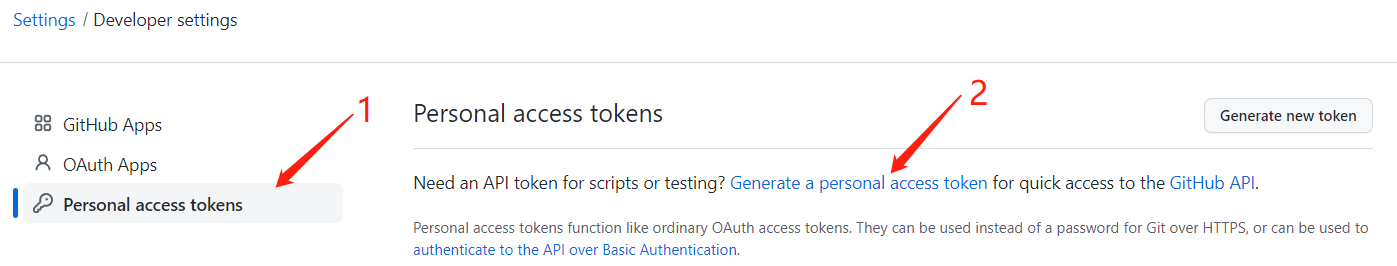 Settings / Developer settings
GitHub Apps
OAuth Apps
Personal access tokens
1
2
Personal access tokens
Generate new token
Need an API token for scripts or testing? Generate a personal access token for quick access to the GitHub API.
Personal access tokens function like ordinary OAuth access tokens. They can be used instead of a password for Git over HTTPS, or can be used to
authenticate to the API over Basic Authentication.